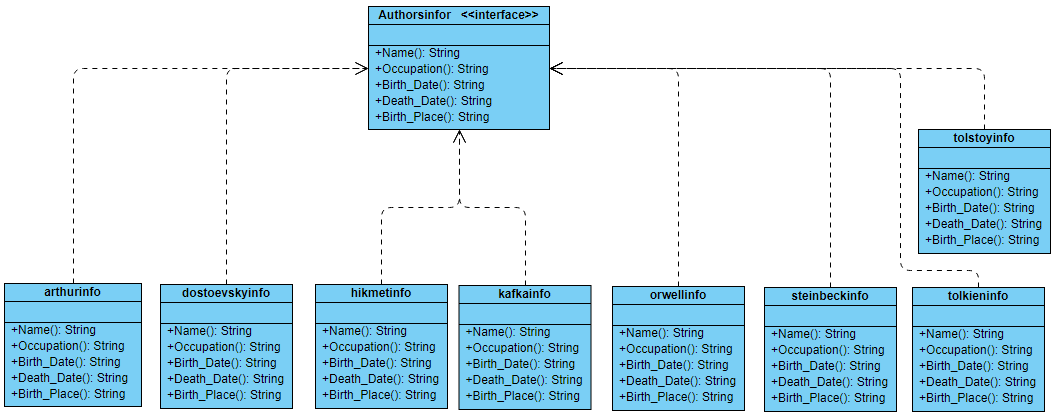 Authorsinfor <<interface>>
+Name(): String
+Occupation(): String
+Birth_Date(): String
+Death_Date(): String
+Birth_Place(): String
tolstoyinfo
+Name(): String
+Occupation(): String
+Birth_Date(): String
+Death_Date(): String
+Birth_Place(): String
arthurinfo
+Name(): String
+Occupation(): String
+Birth_Date(): String
+Death_Date(): String
+Birth_Place(): String
dostoevskyinfo
+Name(): String
+Occupation(): String
+Birth_Date(): String
+Death_Date(): String
+Birth_Place(): String
hikmetinfo
+Name(): String
+Occupation(): String
+Birth_Date(): String
+Death_Date(): String
+Birth_Place(): String
kafkainfo
+Name(): String
+Occupation(): String
+Birth_Date(): String
+Death_Date(): String
+Birth_Place(): String
orwellinfo
+Name(): String
+Occupation(): String
+Birth_Date(): String
+Death_Date(): String
+Birth_Place(): String
steinbeckinfo
+Name(): String
+Occupation(): String
+Birth_Date(): String
+Death_Date(): String
+Birth_Place(): String
tolkieninfo
+Name(): String
+Occupation(): String
+Birth_Date(): String
+Death_Date(): String
+Birth_Place(): String